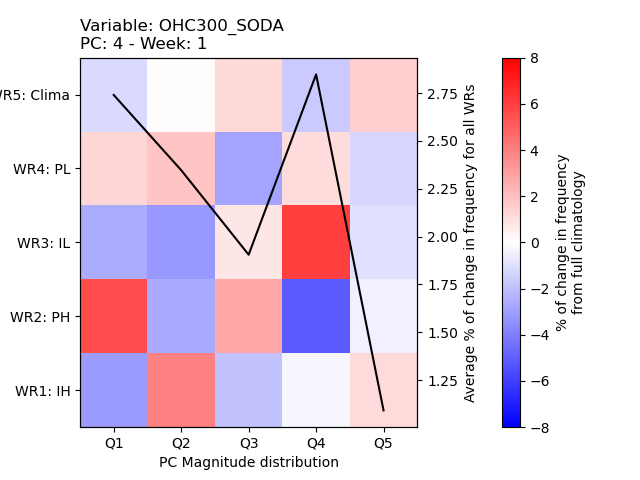 Variable: OHC300_SODA
PC: 4 - Week: 1
WR5: Clima
WR4: PL
WR3: IL
WR2: PH
WR1: IH
Q1 Q2 Q3 Q4 Q5
PC Magnitude distribution
2.75
2.50
2.25
2.00
1.75
1.50
1.25
Average % of change in frequency for all WRs
8
6
4
2
0
−2
−4
−6
−8
% of change in frequency
from full climatology